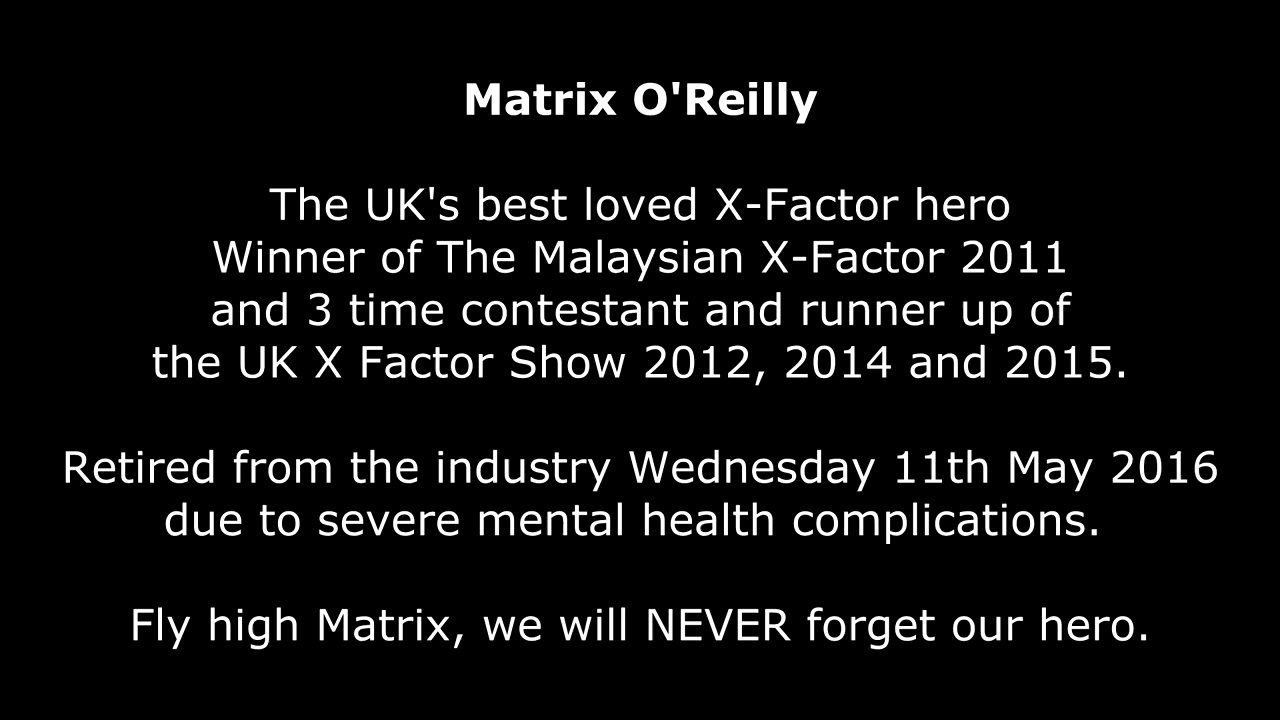 Matrix O'Reilly
The UK's best loved X-Factor hero
Winner of The Malaysian X-Factor 2011
and 3 time contestant and runner up of
the UK X Factor Show 2012, 2014 and 2015.
Retired from the industry Wednesday 11th May 2016
due to severe mental health complications.
Fly high Matrix, we will NEVER forget our hero.